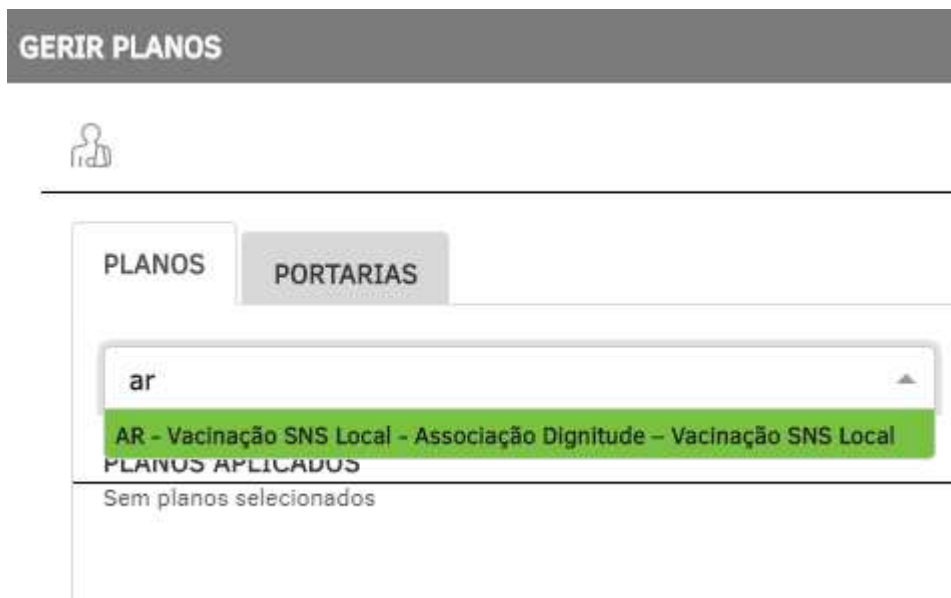 GERIR PLANOS
PLANOS
PORTARIAS
ar
AR - Vacinação SNS Local - Associação Dignitude – Vacinação SNS Local
PLANOS APLICADOS
Sem planos selecionados